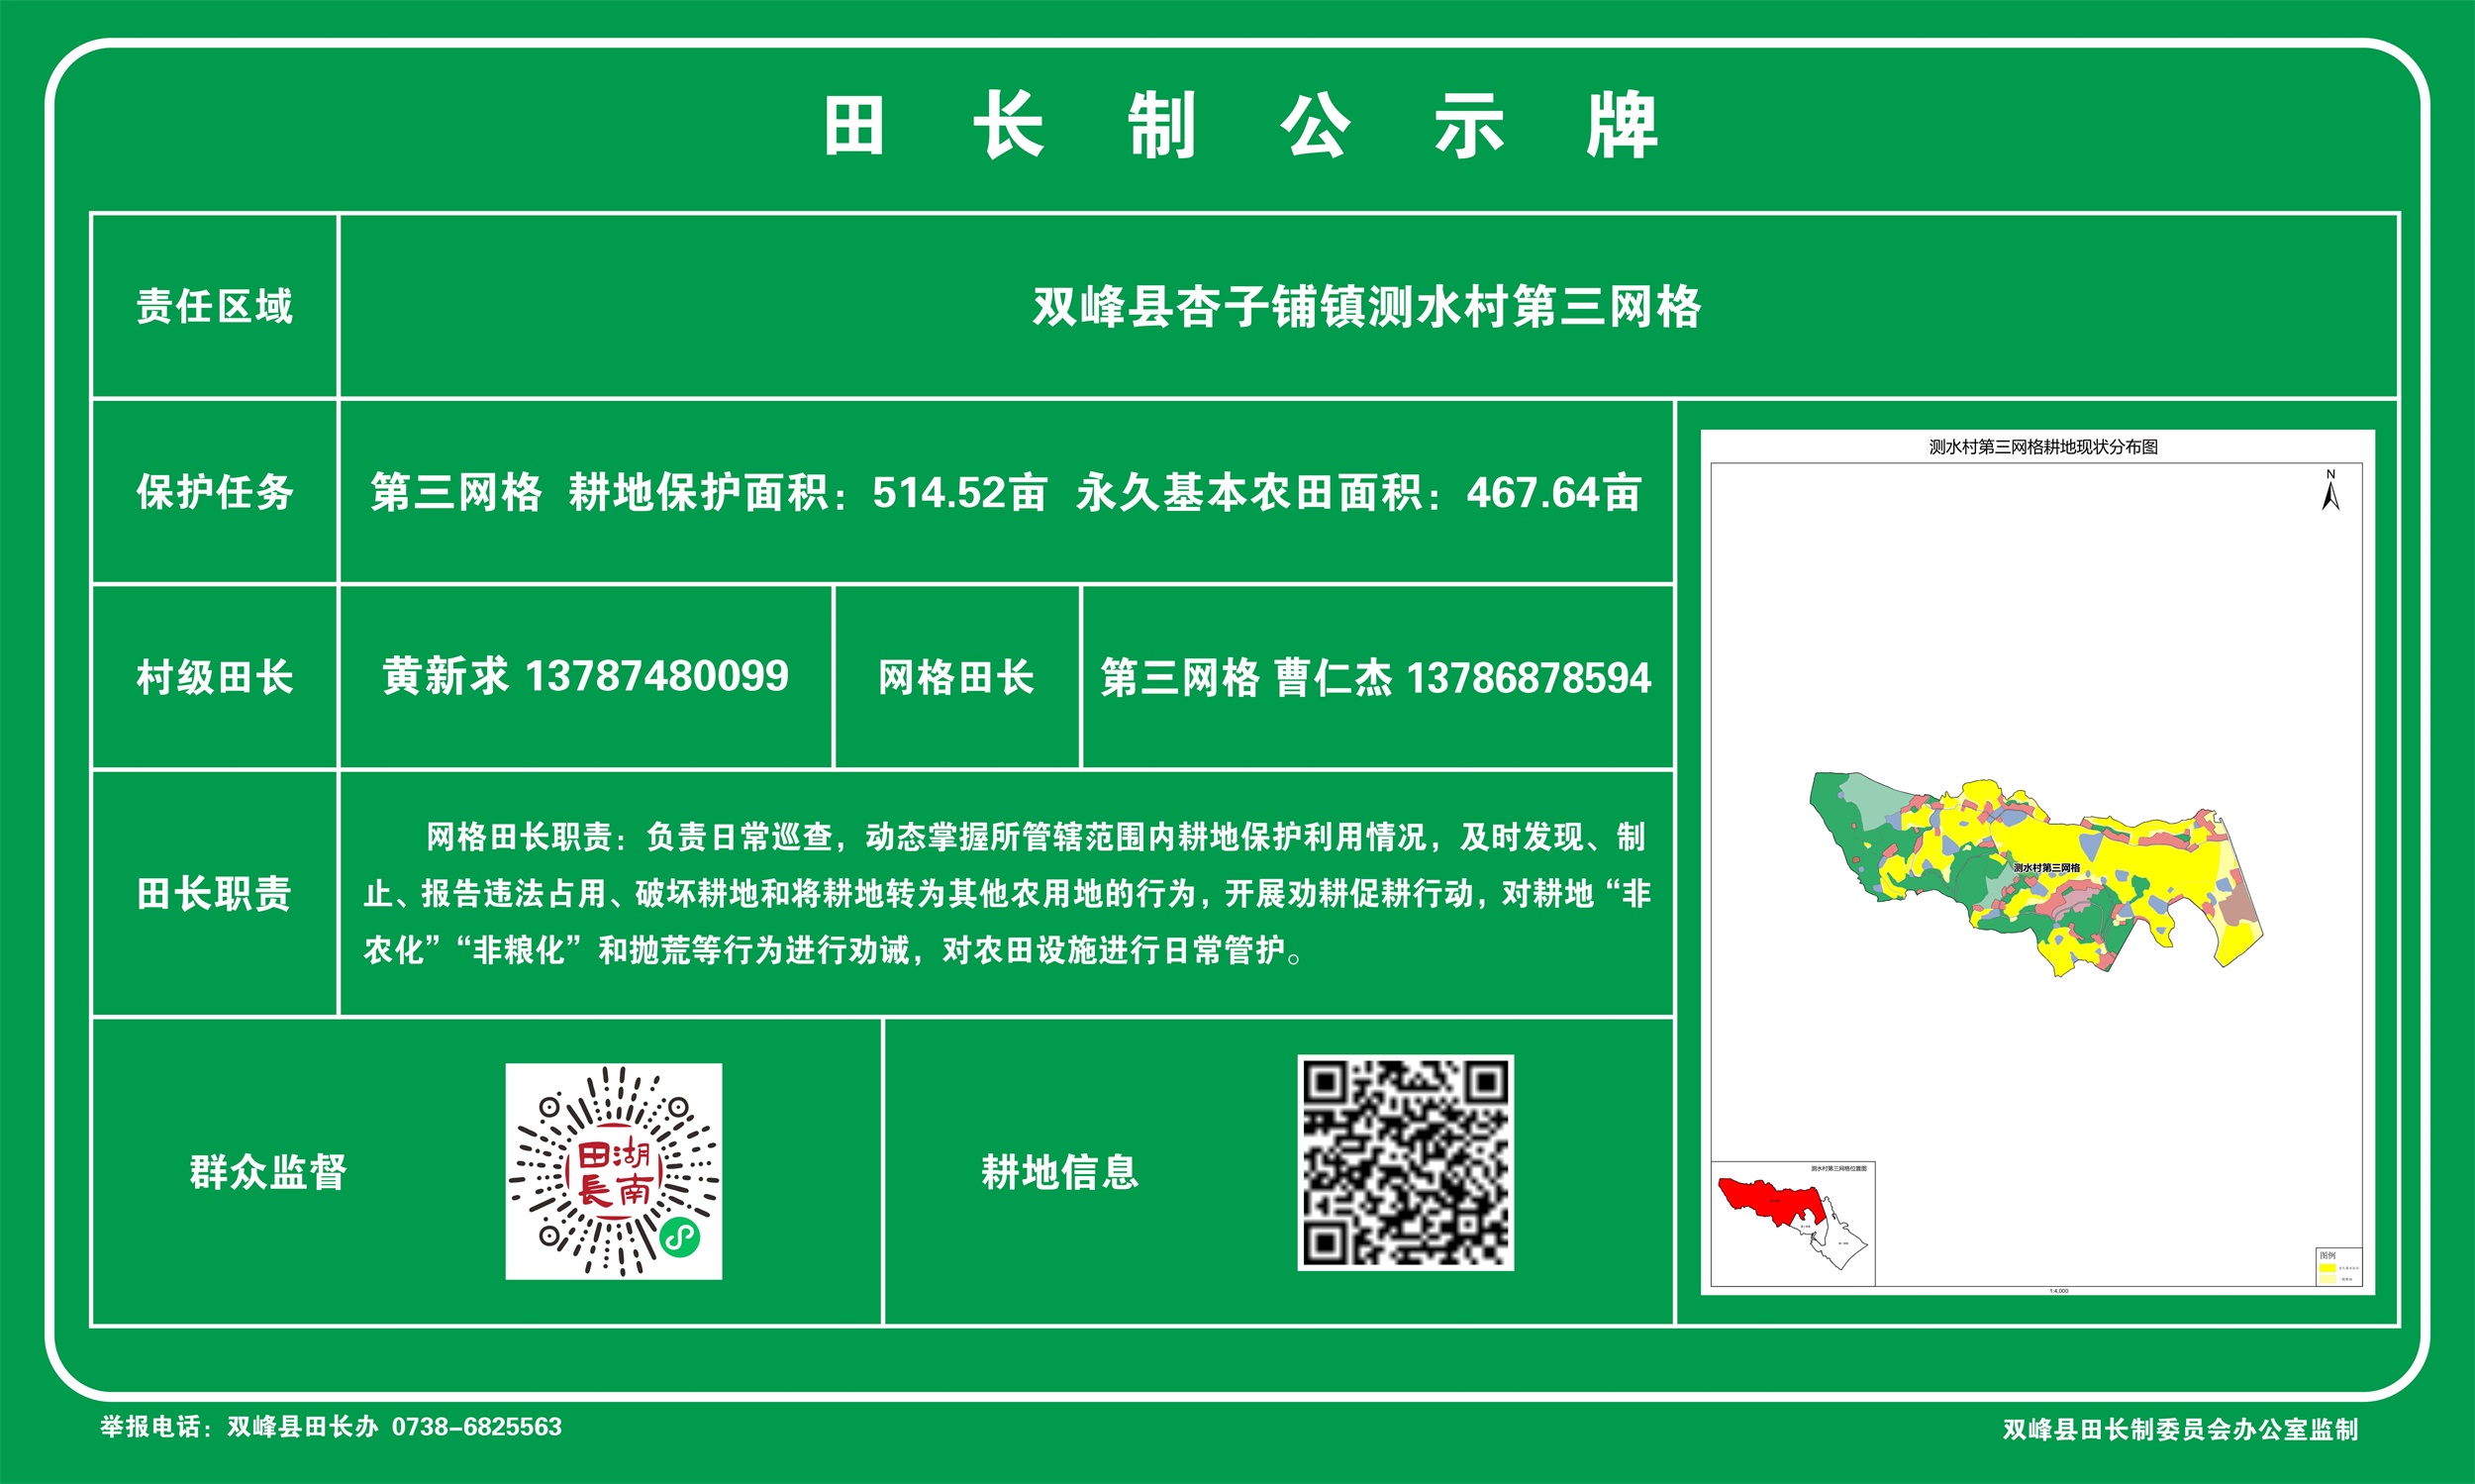 田长制公示牌
责任区域
双峰县杏子铺镇测水村第三网格
保护任务
第三网格 耕地保护面积：514.52亩 永久基本农田面积：467.64亩
村级田长
黄新求 13787480099
网格田长
第三网格 曹仁杰 13786878594
田长职责
网格田长职责：负责日常巡查，动态掌握所管辖范围内耕地保护利用情况，及时发现、制
止、报告违法占用、破坏耕地和将耕地转为其他农用地的行为，开展劝耕促耕行动，对耕地“非
农化”“非粮化”和抛荒等行为进行劝诫，对农田设施进行日常管护。
群众监督
湖南
田長
耕地信息
测水村第三网格耕地现状分布图
N
测水村第三网格
测水村第三网格位置图
图例
1:4,000
举报电话：双峰县田长办 0738-6825563
双峰县田长制委员会办公室监制